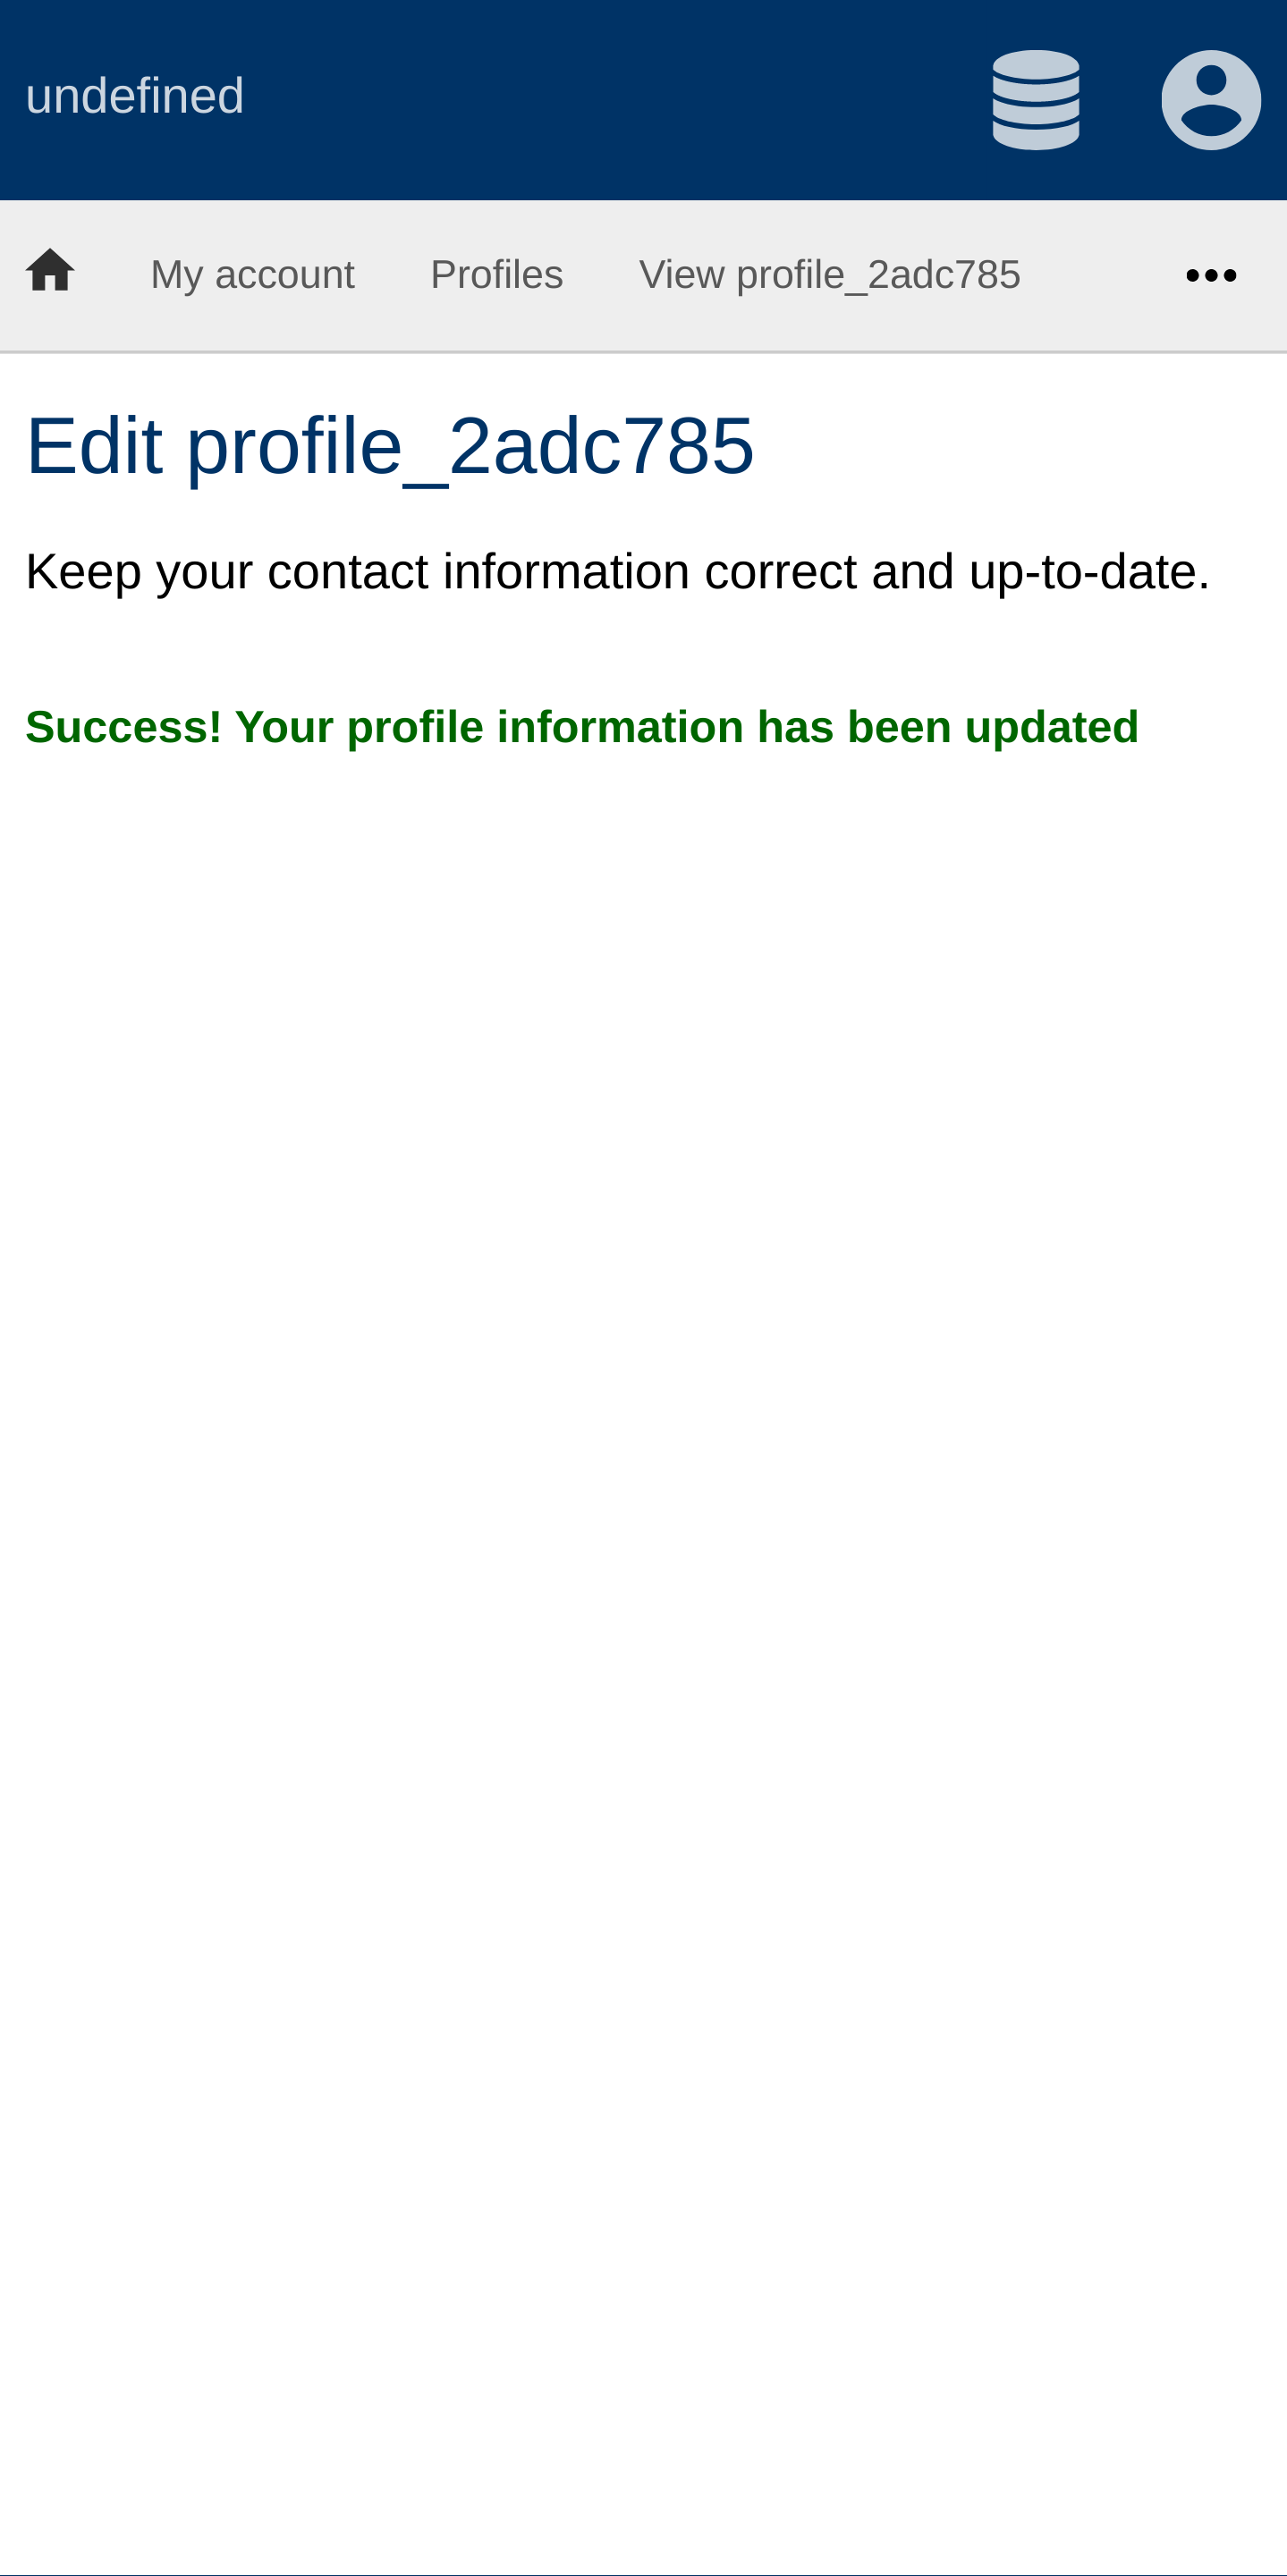 undefined
My account Profiles View profile_2adc785 •••
Edit profile_2adc785
Keep your contact information correct and up-to-date.
Success! Your profile information has been updated